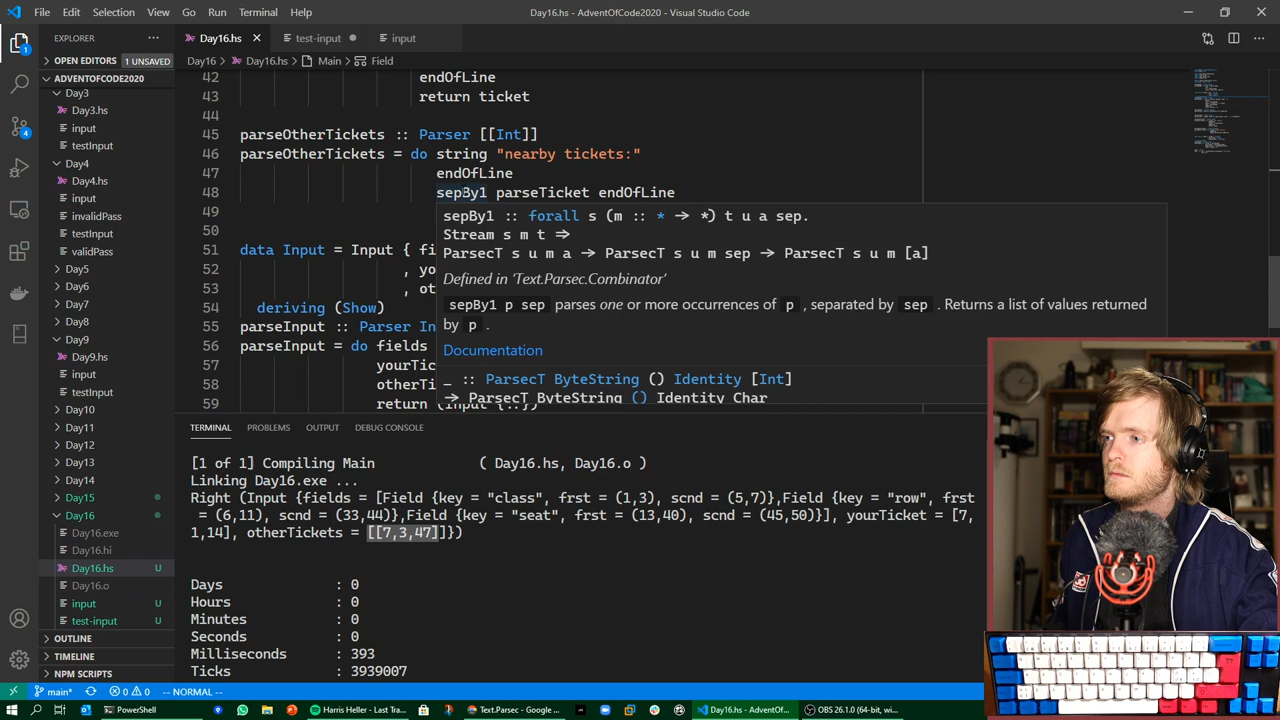 File Edit Selection View Go Run Terminal Help
Day16.hs - AdventOfCode2020 - Visual Studio Code
EXPLORER
Day16.hs
test-input
input
OPEN EDITORS 1 UNSAVED
Day16 > Day16.hs > Main > Field
ADVENTOFCODE2020
Day3
Day3.hs
input
testInput
Day4
Day4.hs
input
invalidPass
testInput
validPass
Day5
Day6
Day7
Day8
Day9
Day9.hs
input
testInput
Day10
Day11
Day12
Day13
Day14
Day15
Day16
Day16.exe
Day16.hi
Day16.hs U
Day16.o
input U
test-input U
OUTLINE
TIMELINE
NPM SCRIPTS
42 endOfLine
43 return ticket
44
45 parseOtherTickets :: Parser [[Int]]
46 parseOtherTickets = do string "nearby tickets:"
47 endOfLine
48 sepBy1 parseTicket endOfLine
49
51 data Input = Input { fi
52 , yo
53 , ot
54 deriving (Show)
55 parseInput :: Parser In
56 parseInput = do fields
57 yourTic
58 otherTi
59 return (Input {..})
sepBy1 :: forall s (m :: * → *) t u a sep.
Stream s m t ⇒
ParsecT s u m a → ParsecT s u m sep → ParsecT s u m [a]
Defined in 'Text.Parsec.Combinator'
sepBy1 p sep parses one or more occurrences of p , separated by sep . Returns a list of values returned
by p .
Documentation
_ :: ParsecT ByteString () Identity [Int]
→ ParsecT ByteString () Identity Char
TERMINAL PROBLEMS OUTPUT DEBUG CONSOLE
[1 of 1] Compiling Main ( Day16.hs, Day16.o )
Linking Day16.exe ...
Right (Input {fields = [Field {key = "class", frst = (1,3), scnd = (5,7)},Field {key = "row", frst
= (6,11), scnd = (33,44)},Field {key = "seat", frst = (13,40), scnd = (45,50)}], yourTicket = [7,
1,14], otherTickets = [[7,3,47]]})
Days : 0
Hours : 0
Minutes : 0
Seconds : 0
Milliseconds : 393
Ticks : 3939007
main* 0 0 -- NORMAL --
PowerShell
Harris Heller - Last Tra...
Text.Parsec - Google ...
Day16.hs - AdventOf...
OBS 26.1.0 (64-bit, w...